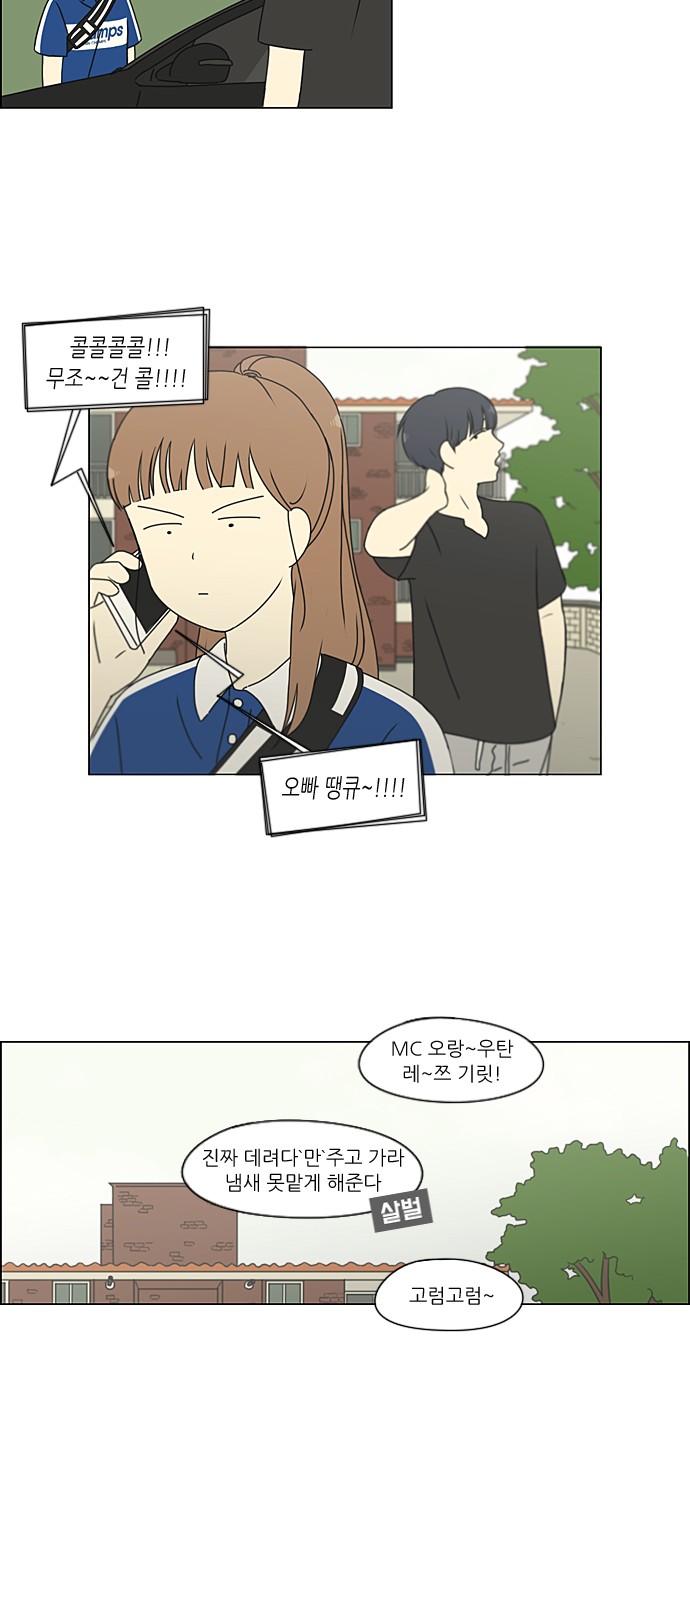 mps
콜콜콜콜!!!
무조~~건 콜!!!!
오빠 땡큐~!!!!
MC 오랑~우탄
레~쯔 기릿!
진짜 데려다`만`주고 가라
냄새 못맡게 해준다
살벌
고럼고럼~